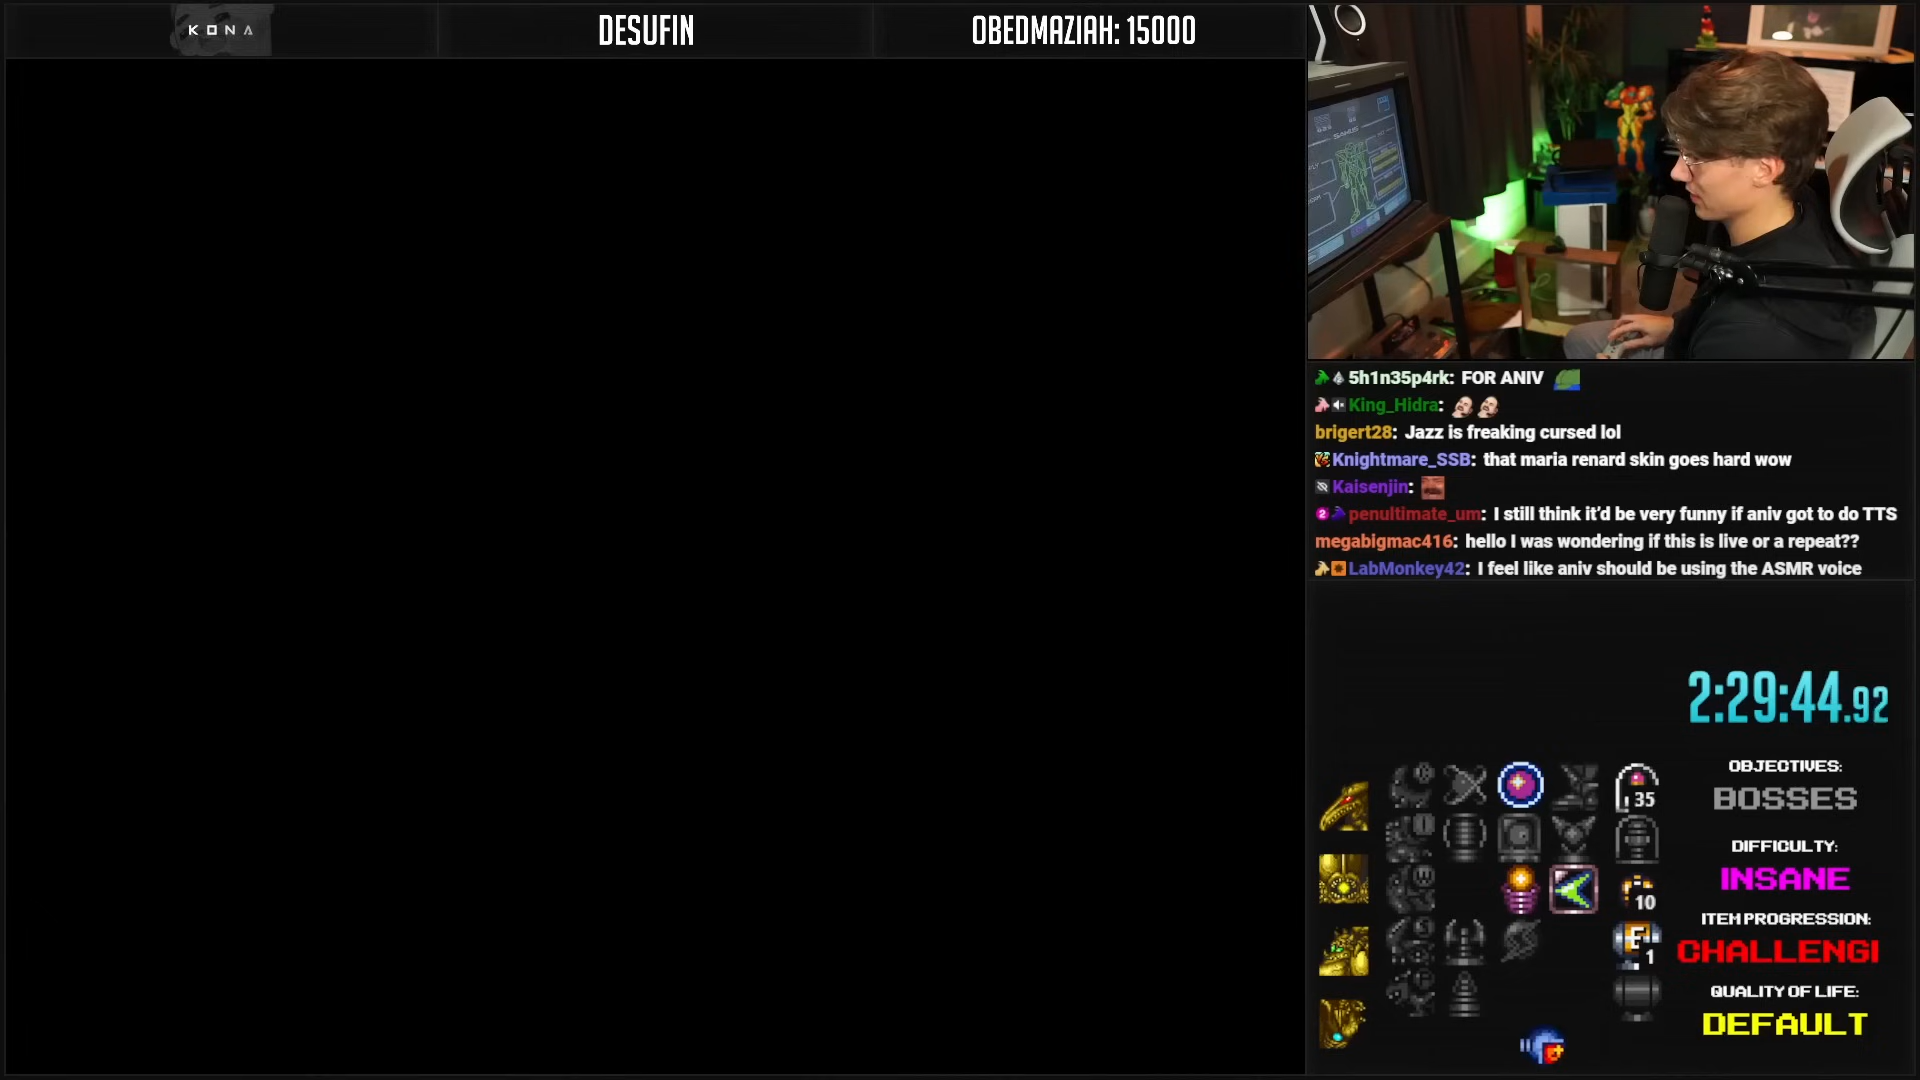 KONA
DESUFIN
OBEDMAZIAH: 15000
SAMUS
5h1n35p4rk: FOR ANIV
King_Hidra:
brigert28: Jazz is freaking cursed lol
Knightmare_SSB: that maria renard skin goes hard wow
Kaisenjin:
penultimate_um: I still think it'd be very funny if aniv got to do TTS
megabigmac416: hello I was wondering if this is live or a repeat??
LabMonkey42: I feel like aniv should be using the ASMR voice
2:29:44.92
OBJECTIVES:
BOSSES
35
DIFFICULTY:
INSANE
10
ITEM PROGRESSION:
CHALLENGI
1
QUALITY OF LIFE:
DEFAULT